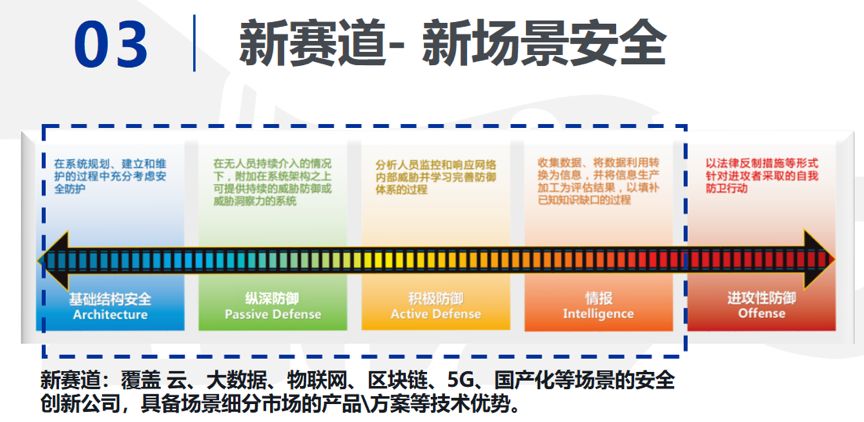 03
新赛道- 新场景安全
在系统规划、建立和维
护的过程中充分考虑安
全防护
在无人员持续介入的情况
下，附加在系统架构之上
可提供持续的威胁防御或
威胁洞察力的系统
分析人员监控和响应网络
内部威胁并学习完善防御
体系的过程
收集数据、将数据利用转换
为信息，并将信息生产
加工为评估结果，以填补
已知知识缺口的过程
以法律反制措施等形式
针对进攻者采取的自我
防卫行动
基础结构安全
Architecture
纵深防御
Passive Defense
积极防御
Active Defense
情报
Intelligence
进攻性防御
Offense
新赛道：覆盖 云、大数据、物联网、区块链、5G、国产化等场景的安全
创新公司，具备场景细分市场的产品\方案等技术优势。